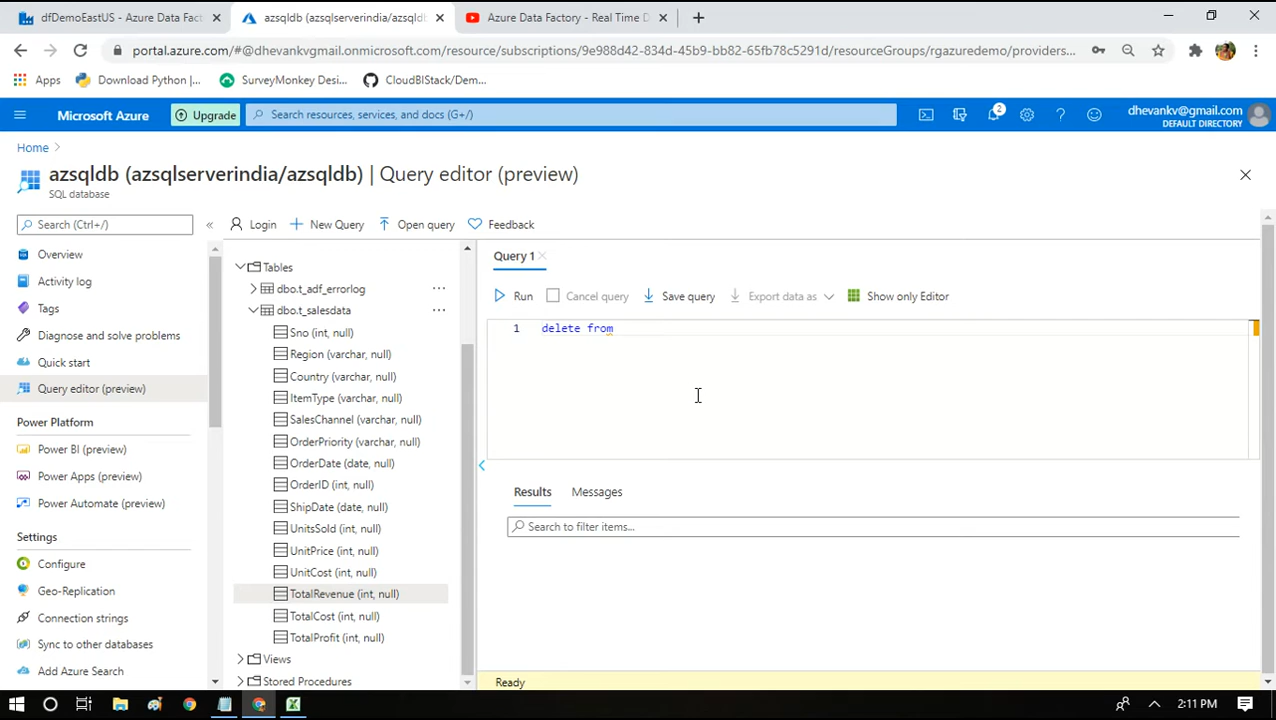 dfDemoEastUS - Azure Data Fact
azsqldb (azsqlserverindia/azsqldb
Azure Data Factory - Real Time D
portal.azure.com/#@dhevankvgmail.onmicrosoft.com/resource/subscriptions/9e988d42-834d-45b9-bb82-65fb78c5291d/resourceGroups/rgazuredemo/providers...
Apps
Download Python |...
SurveyMonkey Desi...
CloudBIStack/Dem...
Microsoft Azure
Upgrade
Search resources, services, and docs (G+/)
2
dhevankv@gmail.com
DEFAULT DIRECTORY
Home
azsqldb (azsqlserverindia/azsqldb) | Query editor (preview)
SQL database
Search (Ctrl+/)
Login
New Query
Open query
Feedback
Overview
Activity log
Tags
Diagnose and solve problems
Quick start
Query editor (preview)
Power Platform
Power BI (preview)
Power Apps (preview)
Power Automate (preview)
Settings
Configure
Geo-Replication
Connection strings
Sync to other databases
Add Azure Search
Tables
dbo.t_adf_errorlog
dbo.t_salesdata
Sno (int, null)
Region (varchar, null)
Country (varchar, null)
ItemType (varchar, null)
SalesChannel (varchar, null)
OrderPriority (varchar, null)
OrderDate (date, null)
OrderID (int, null)
ShipDate (date, null)
UnitsSold (int, null)
UnitPrice (int, null)
UnitCost (int, null)
TotalRevenue (int, null)
TotalCost (int, null)
TotalProfit (int, null)
Views
Stored Procedures
Query 1
Run
Cancel query
Save query
Export data as
Show only Editor
1 delete from
Results
Messages
Search to filter items...
Ready
2:11 PM